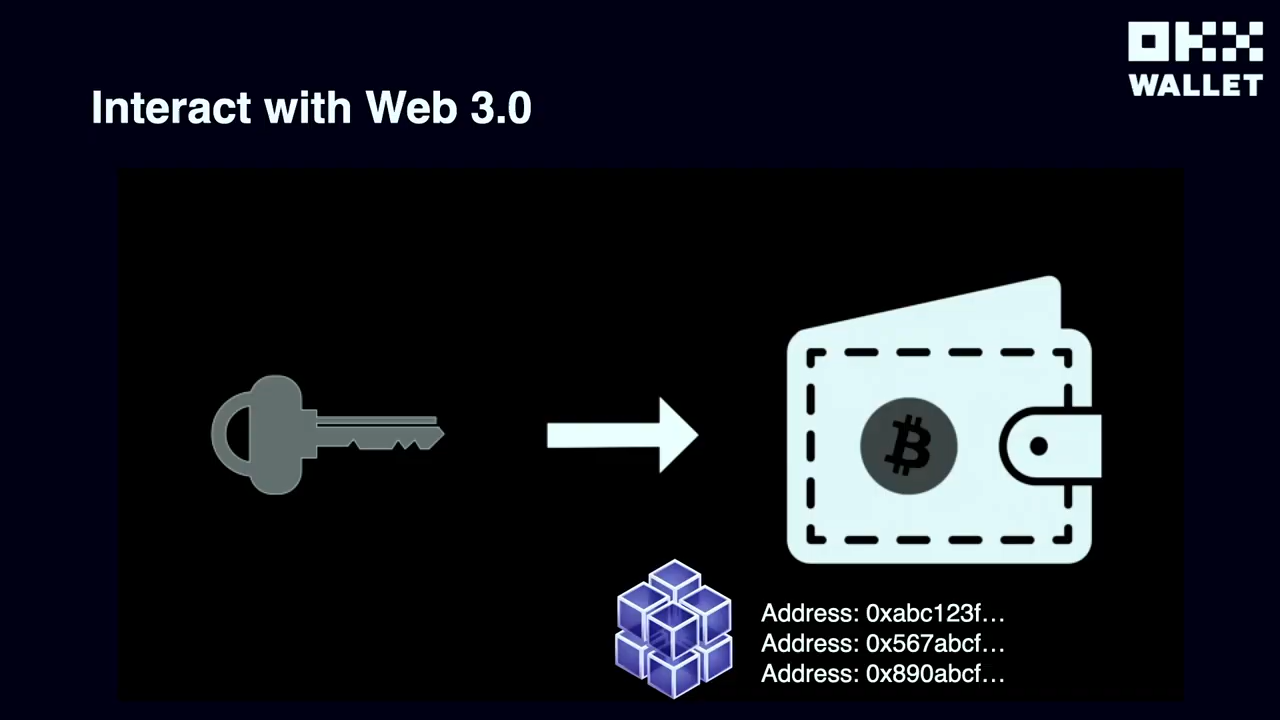 OKX
WALLET
Interact with Web 3.0
Address: 0xabc123f…
Address: 0x567abcf…
Address: 0x890abcf…